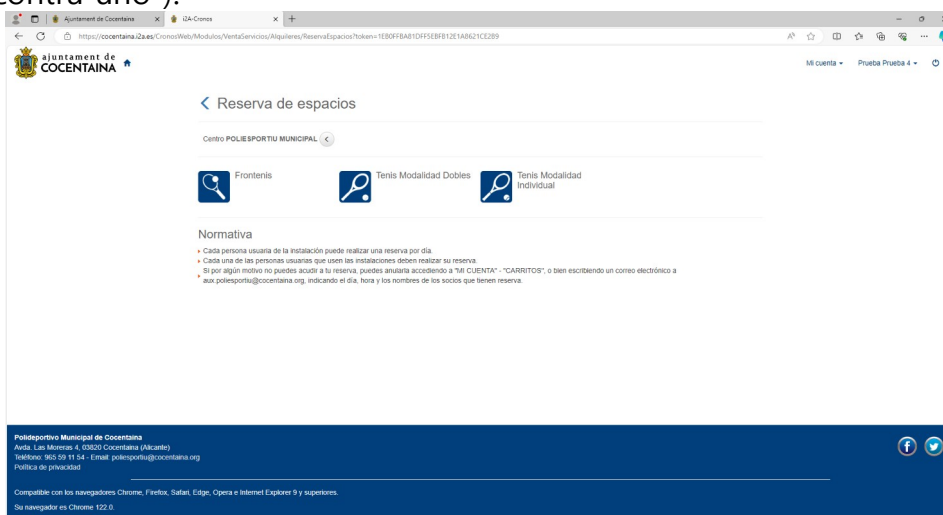 contra uno").
Ajuntament de Cocentaina
i2A-Cronos
https://cocentaina.i2a.es/CronosWeb/Modulos/VentaServicios/Alquileres/ReservaEspacios?token=1EB0FFBA81DFF5EBFB12E1A8621CE2B9
ajuntament de
COCENTAINA
Mi cuenta
Prueba Prueba 4
Reserva de espacios
Centro POLIESPORTIU MUNICIPAL
Frontenis
Tenis Modalidad Dobles
Tenis Modalidad
Individual
Normativa
Cada persona usuaria de la instalación puede realizar una reserva por día.
Cada una de las personas usuarias que usen las instalaciones deben realizar su reserva.
Si por algún motivo no puedes acudir a tu reserva, puedes anularla accediendo a "MI CUENTA" - "CARRITOS", o bien escribiendo un correo electrónico a
aux.poliesportiu@cocentaina.org, indicando el día, hora y los nombres de los socios que tienen reserva.
Polideportivo Municipal de Cocentaina
Avda. Las Moreras 4, 03820 Cocentaina (Alicante)
Teléfono: 965 59 11 54 - Email: poliesportiu@cocentaina.org
Política de privacidad
Compatible con los navegadores Chrome, Firefox, Safari, Edge, Opera e Internet Explorer 9 y superiores.
Su navegador es Chrome 122.0.